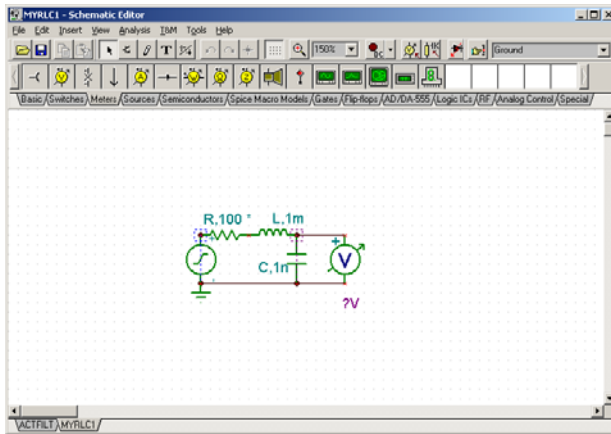 MYRLC1 - Schematic Editor
File Edit Insert View Analysis T&M Tools Help
T 150% DC Ground
Basic Switches Meters Sources Semiconductors Spice Macro Models Gates Flip-flops AD/DA-555 Logic ICs RF Analog Control Special
R,100 L,1m
+ +
C,1n V
?V
ACTFILT MYRLC1